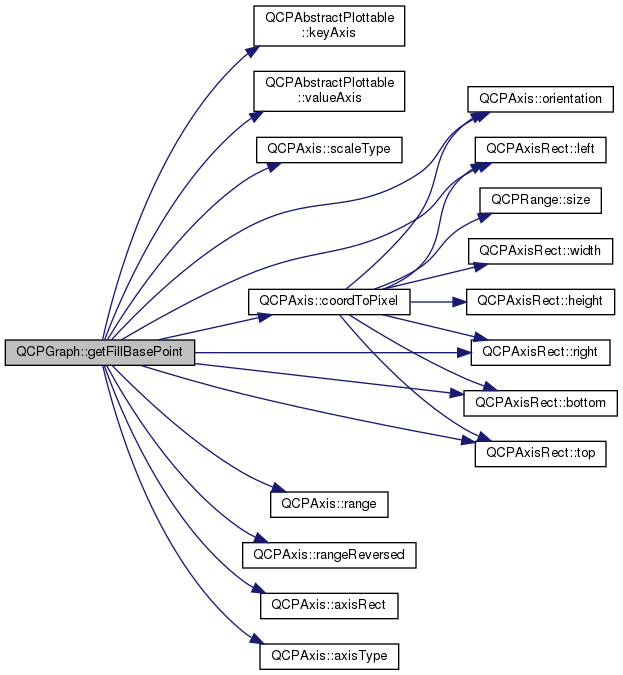 QCPAbstractPlottable
::keyAxis
QCPAbstractPlottable
::valueAxis
QCPAxis::orientation
QCPAxis::scaleType
QCPAxisRect::left
QCPRange::size
QCPAxisRect::width
QCPAxis::coordToPixel
QCPAxisRect::height
QCPGraph::getFillBasePoint
QCPAxisRect::right
QCPAxisRect::bottom
QCPAxisRect::top
QCPAxis::range
QCPAxis::rangeReversed
QCPAxis::axisRect
QCPAxis::axisType